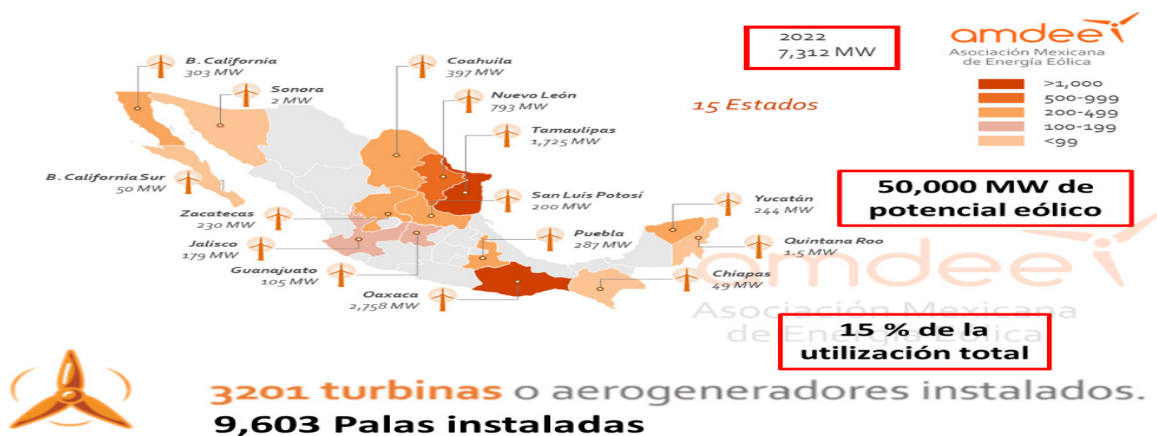 2022
7,312 MW
amdee
Asociación Mexicana
de Energía Eólica
B. California
303 MW
Coahuila
397 MW
Sonora
2 MW
Nuevo León
793 MW
15 Estados
>1,000
500-999
200-499
100-199
<99
Tamaulipas
1,725 MW
B. California Sur
50 MW
San Luis Potosí
200 MW
50,000 MW de
potencial eólico
Yucatán
244 MW
Zacatecas
230 MW
Puebla
287 MW
Quintana Roo
1.5 MW
Jalisco
179 MW
Guanajuato
105 MW
Chiapas
49 MW
Oaxaca
2,758 MW
amdee
Asociación Mexicana
de Energía Eólica
15 % de la
utilización total
3201 turbinas o aerogeneradores instalados.
9,603 Palas instaladas